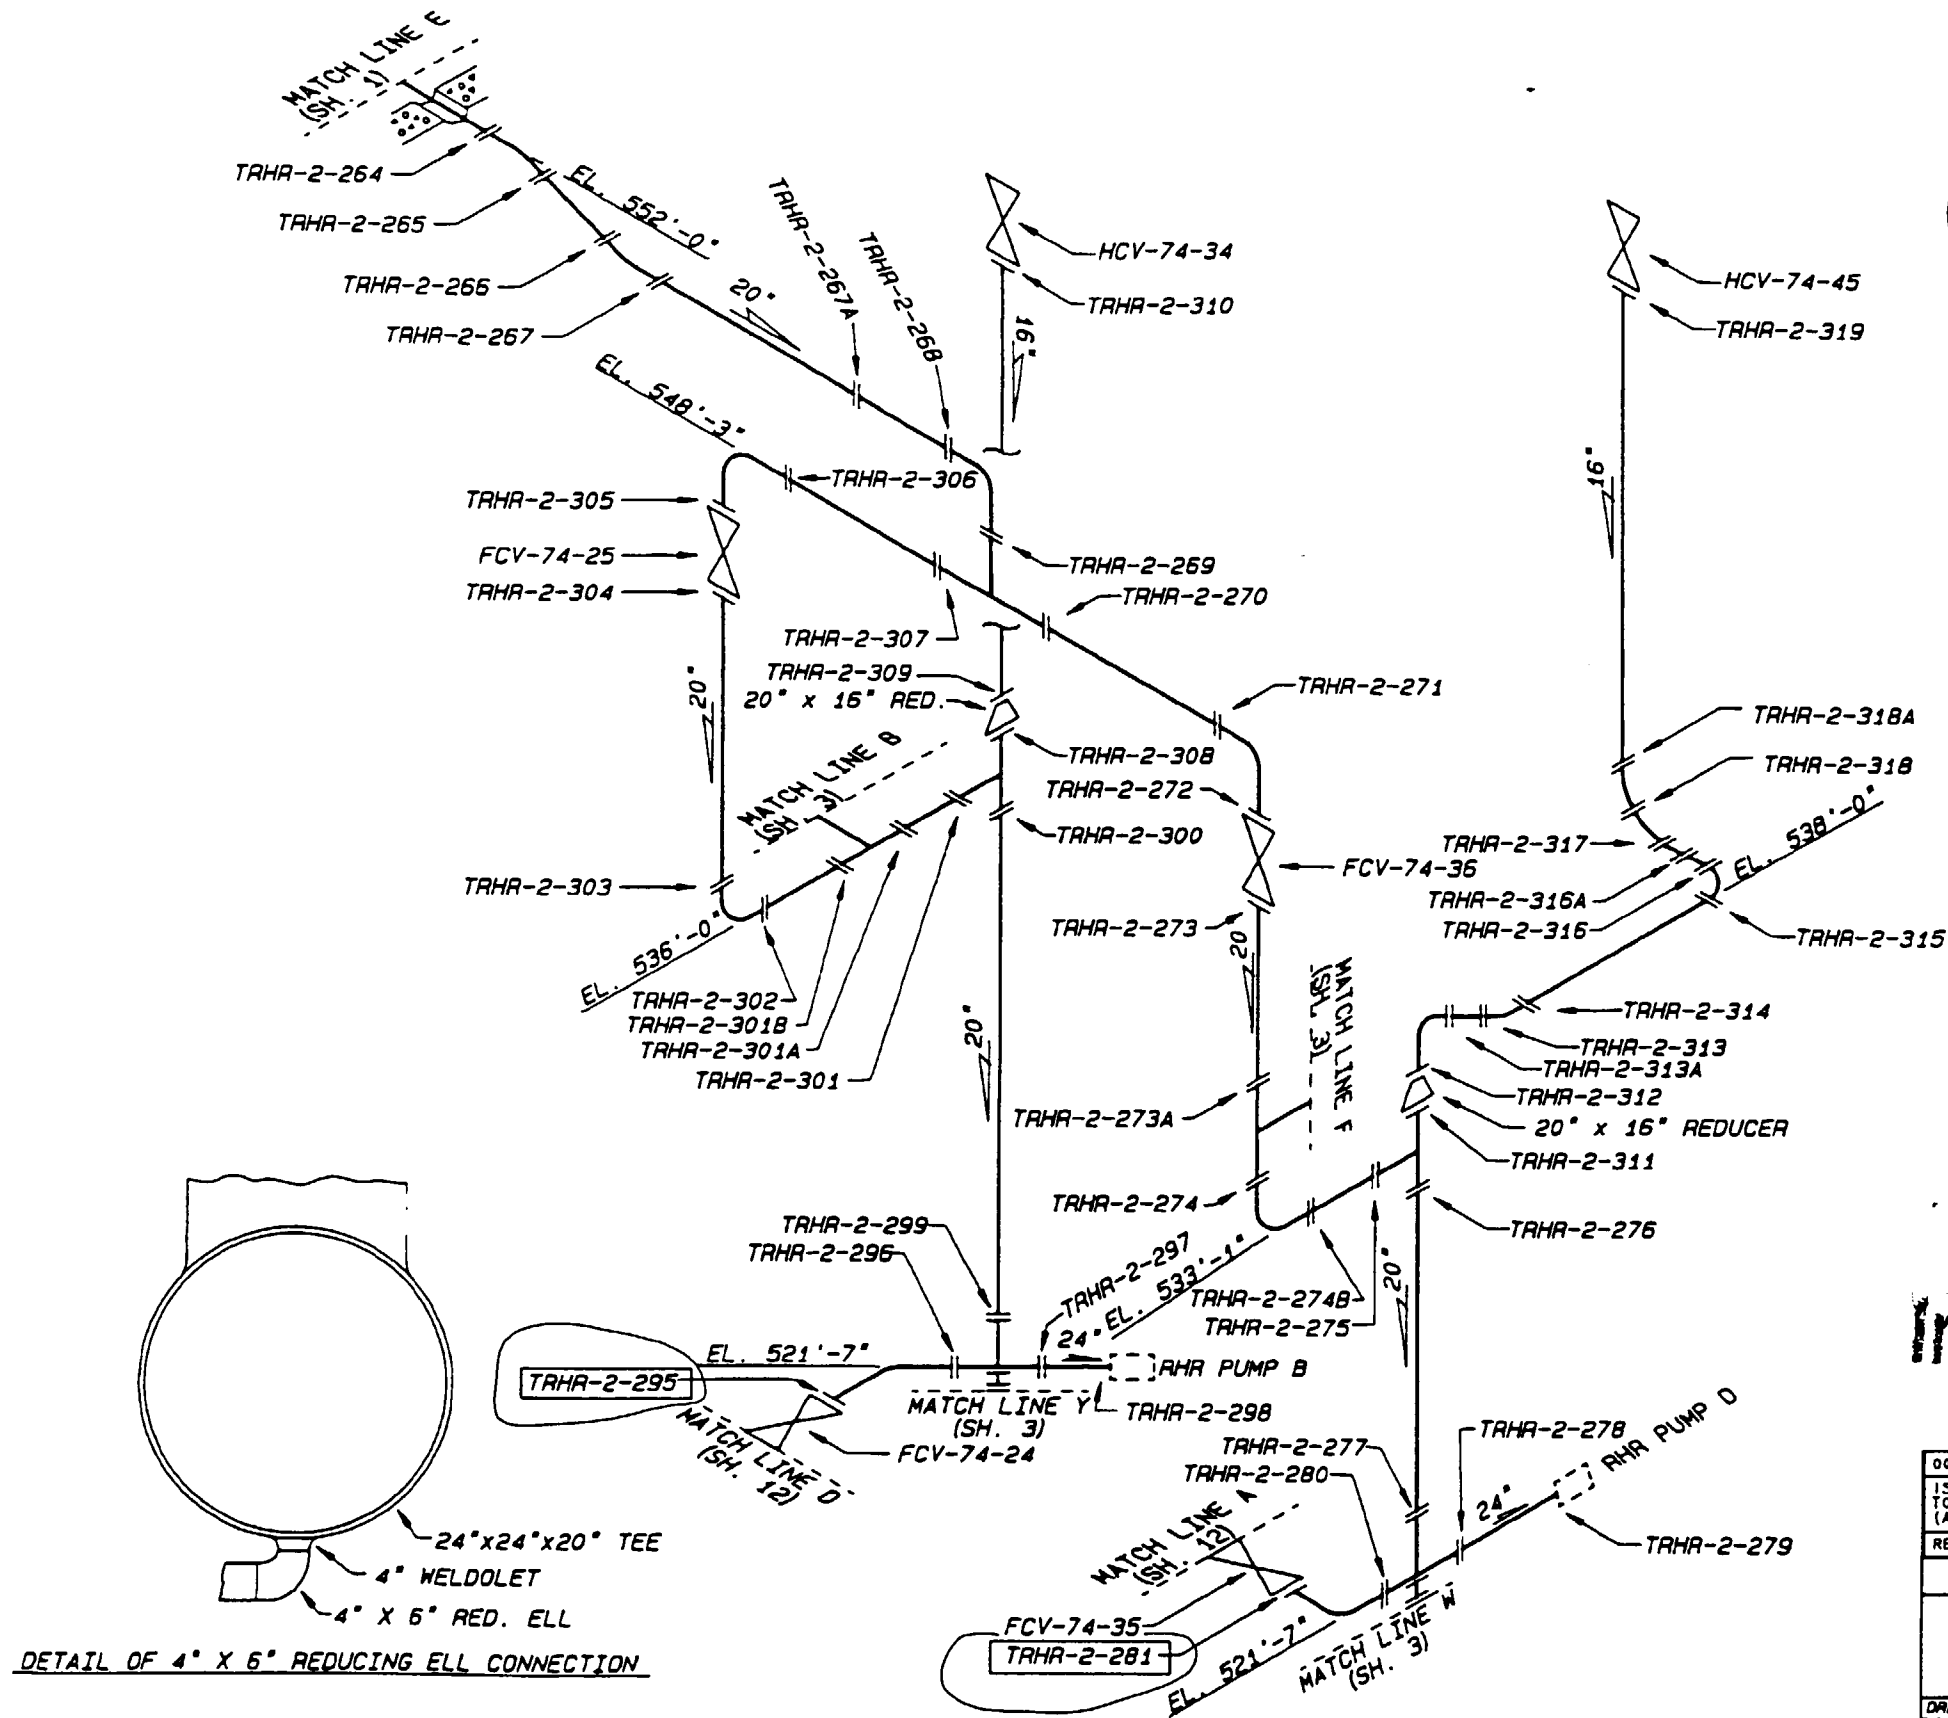 MATCH LINE E
(SH. 1)
TRHR-2-264
TRHR-2-265
EL. 552'-0"
TRHR-2-266
TRHR-2-267
20"
TRHR-2-267A
TRHR-2-268
HCV-74-34
TRHR-2-310
16"
HCV-74-45
TRHR-2-319
16"
EL. 548'-3"
TRHR-2-306
TRHR-2-305
FCV-74-25
TRHR-2-304
TRHR-2-269
TRHR-2-270
TRHR-2-307
TRHR-2-309
20" x 16" RED.
TRHR-2-271
20"
TRHR-2-308
MATCH LINE B
(SH. 3)
TRHR-2-272
TRHR-2-300
TRHR-2-318A
TRHR-2-318
TRHR-2-317
EL. 538'-0"
FCV-74-36
TRHR-2-303
TRHR-2-316A
TRHR-2-316
TRHR-2-315
TRHR-2-273
20"
EL. 536'-0"
TRHR-2-302
TRHR-2-301B
TRHR-2-301A
TRHR-2-301
20"
MATCH LINE F
(SH. 3)
TRHR-2-314
TRHR-2-313
TRHR-2-313A
TRHR-2-312
20" x 16" REDUCER
TRHR-2-311
TRHR-2-273A
TRHR-2-274
TRHR-2-276
TRHR-2-299
TRHR-2-296
TRHR-2-297
EL. 533'-1"
20"
TRHR-2-274B
TRHR-2-275
24"
RHR PUMP B
EL. 521'-7"
TRHR-2-295
MATCH LINE Y
(SH. 3)
TRHR-2-298
MATCH LINE D
(SH. 12)
FCV-74-24
TRHR-2-277
TRHR-2-280
TRHR-2-278
RHR PUMP D
24"
TRHR-2-279
MATCH LINE A
(SH. 12)
FCV-74-35
TRHR-2-281
EL. 521'-7"
MATCH LINE W
(SH. 3)
24"x24"x20" TEE
4" WELDOLET
4" X 6" RED. ELL
DETAIL OF 4" X 6" REDUCING ELL CONNECTION